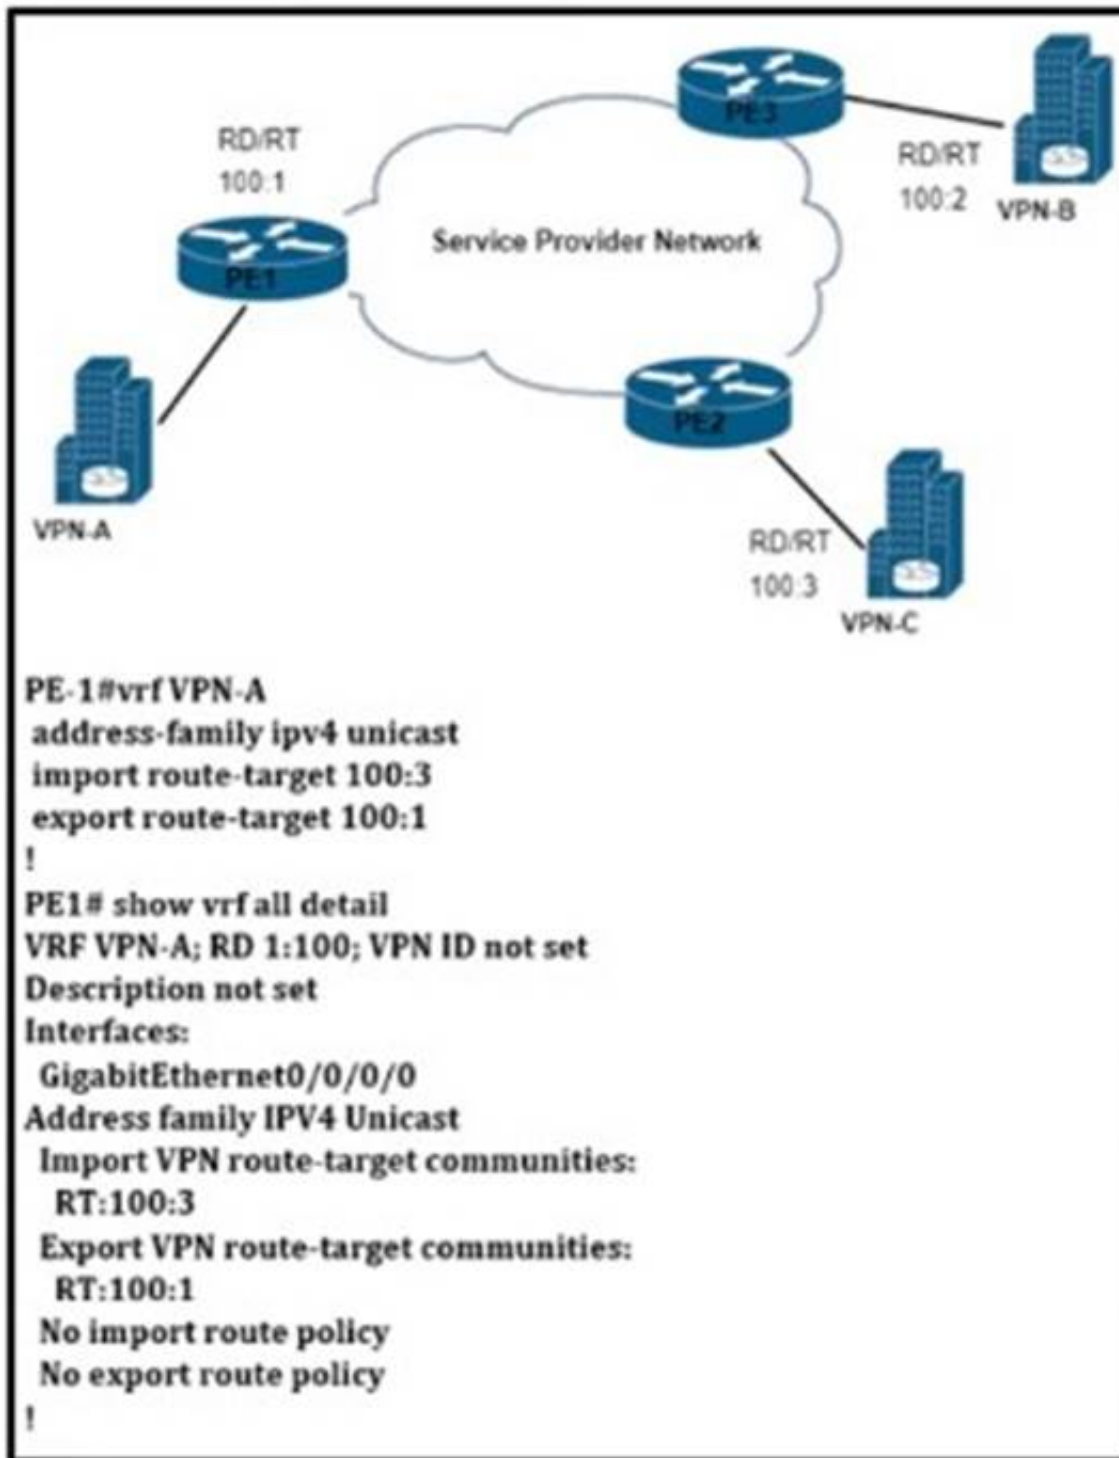 PE3
RD/RT
100:1
RD/RT
100:2
VPN-B
Service Provider Network
PE1
PE2
VPN-A
RD/RT
100:3
VPN-C
PE-1#vrf VPN-A
address-family ipv4 unicast
import route-target 100:3
export route-target 100:1
!
PE1# show vrf all detail
VRF VPN-A; RD 1:100; VPN ID not set
Description not set
Interfaces:
GigabitEthernet0/0/0/0
Address family IPV4 Unicast
Import VPN route-target communities:
RT:100:3
Export VPN route-target communities:
RT:100:1
No import route policy
No export route policy
!